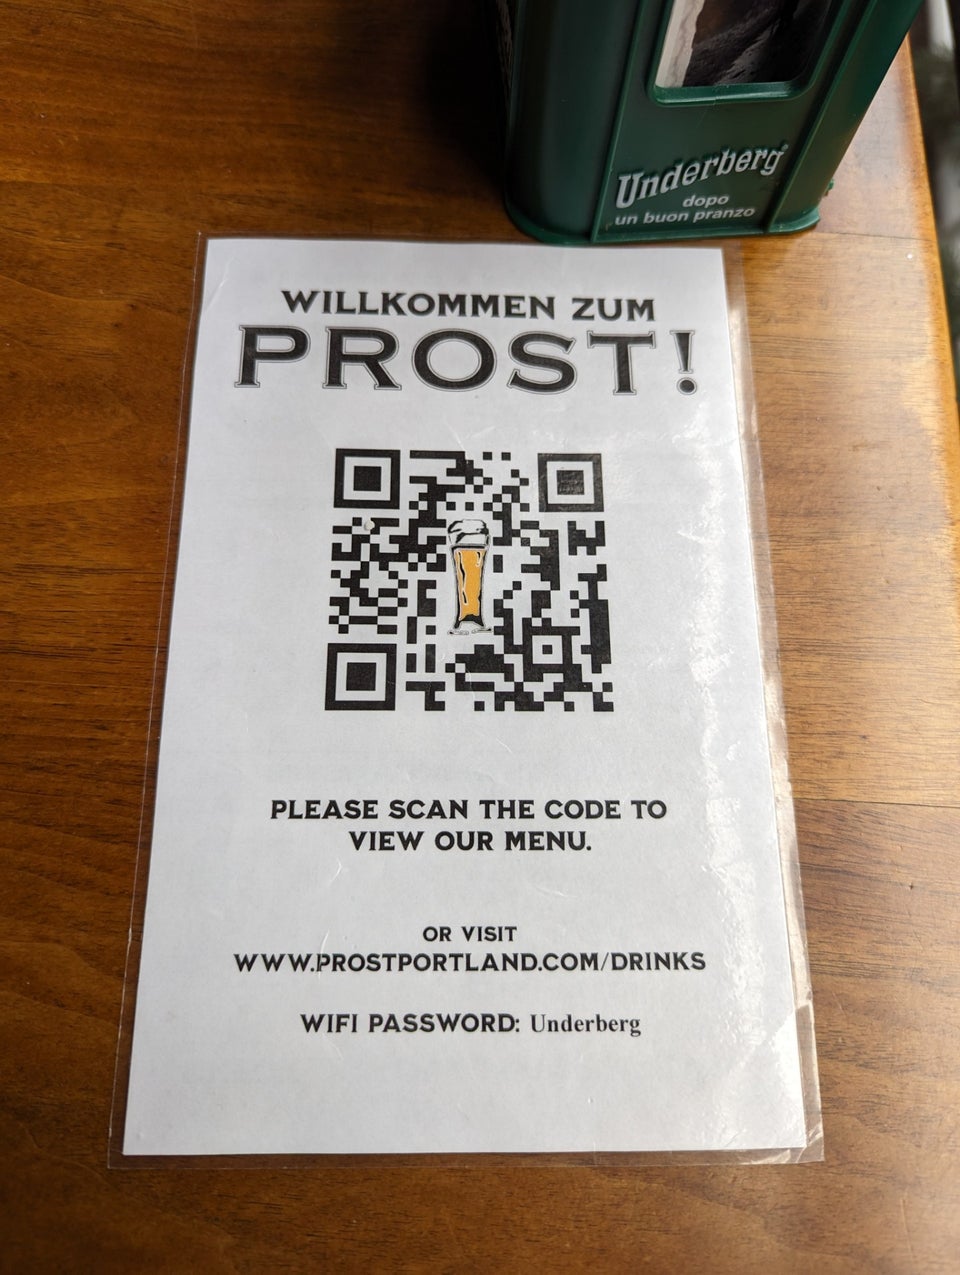 Underberg
dopo
un buon pranzo
WILLKOMMEN ZUM
PROST!
PLEASE SCAN THE CODE TO
VIEW OUR MENU.
OR VISIT
WWW.PROSTPORTLAND.COM/DRINKS
WIFI PASSWORD: Underberg